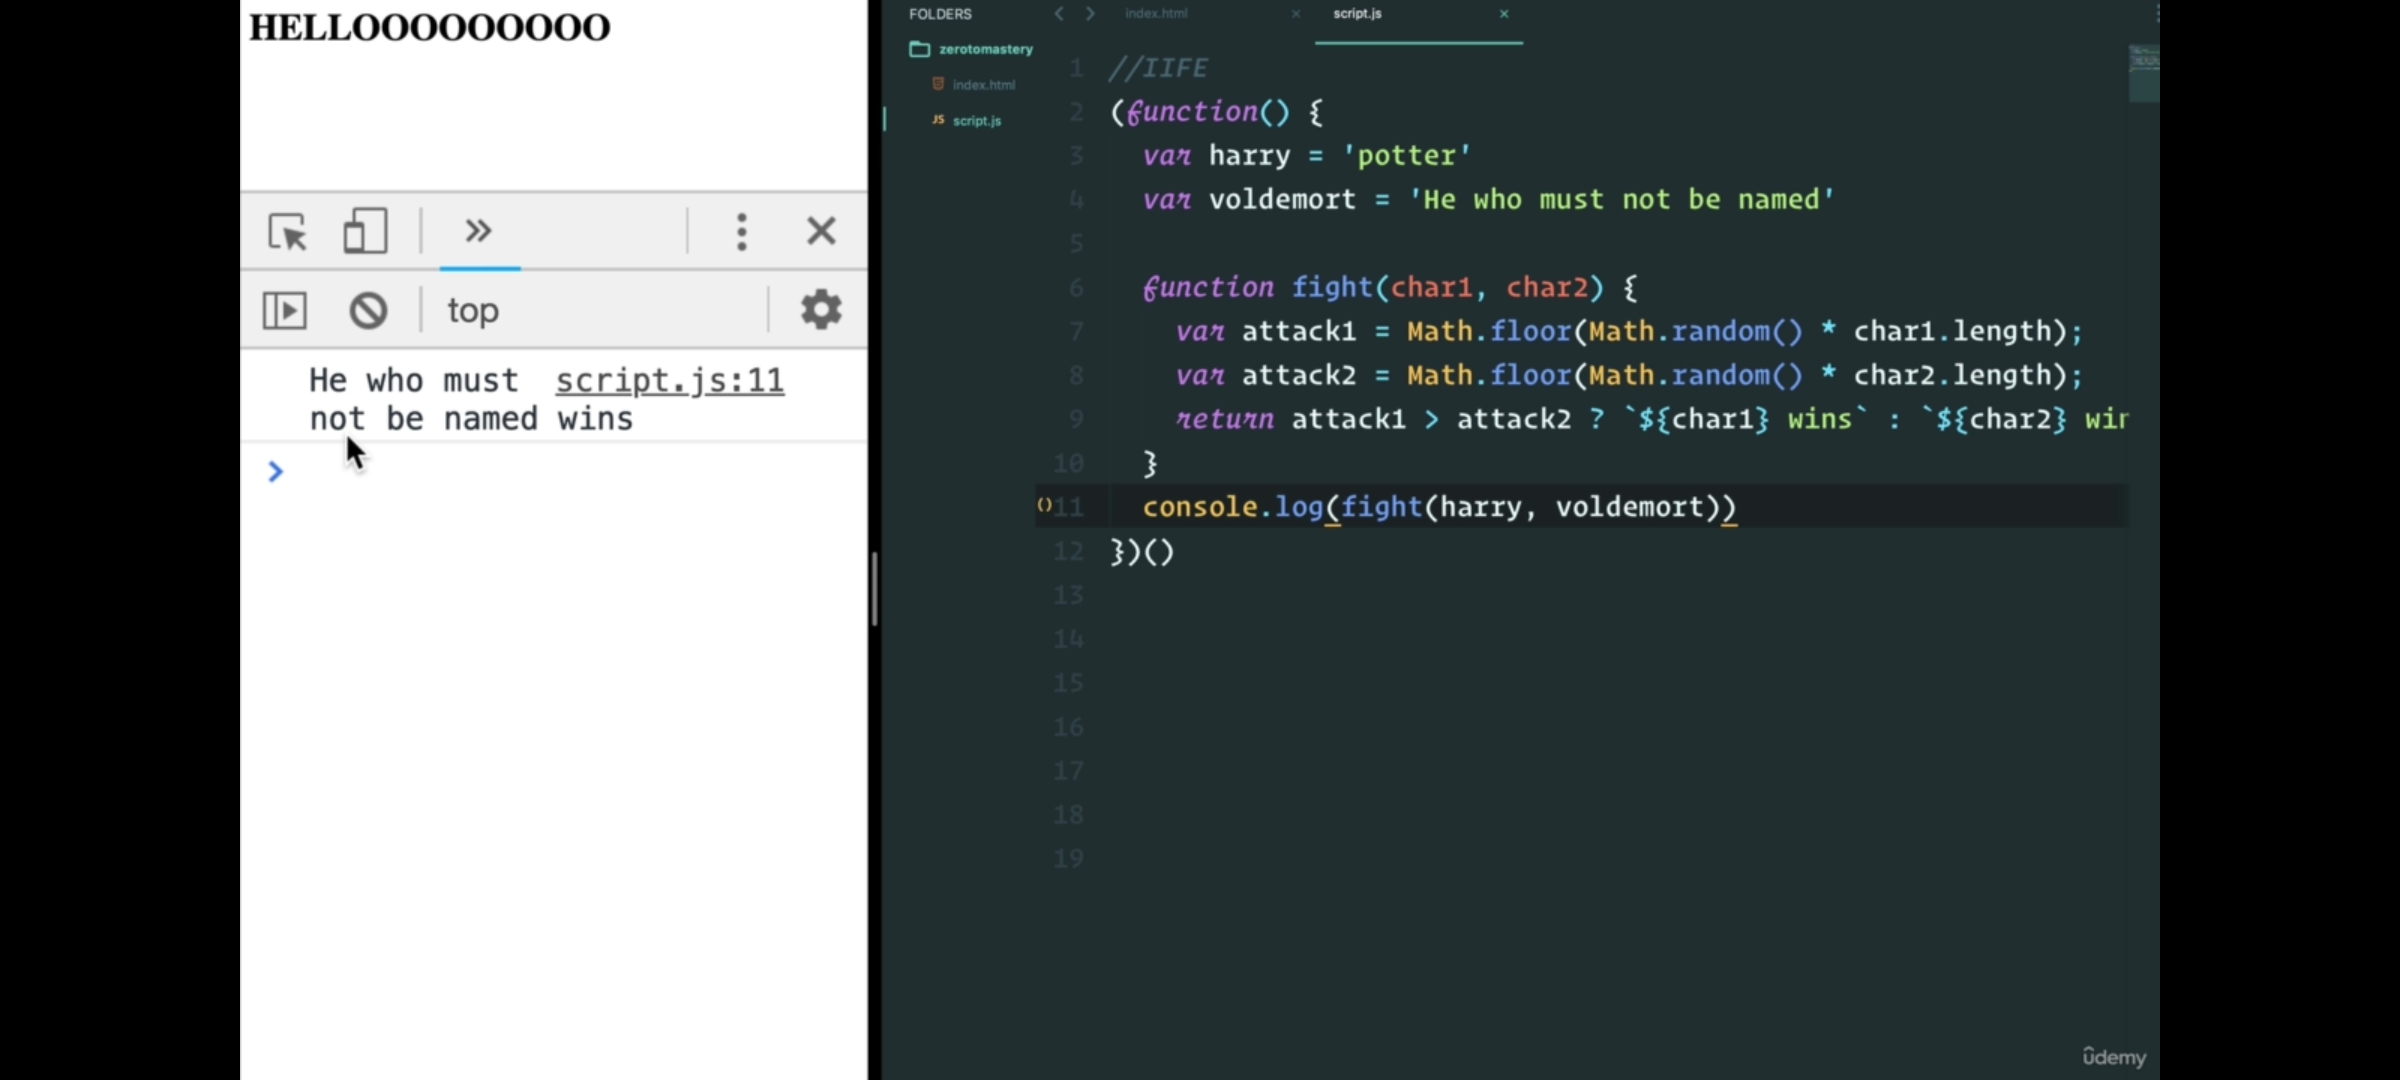 HELLOOOOOOOOO
top
He who must script.js:11
not be named wins
FOLDERS
zerotomastery
index.html
JS script.js
index.html
script.js
1 //IIFE
2 (function() {
3 var harry = 'potter'
4 var voldemort = 'He who must not be named'
5
6 function fight(char1, char2) {
7 var attack1 = Math.floor(Math.random() * char1.length);
8 var attack2 = Math.floor(Math.random() * char2.length);
9 return attack1 > attack2 ? `${char1} wins` : `${char2} win
10 }
11 console.log(fight(harry, voldemort))
12 })()
13
14
15
16
17
18
19
ûdemy